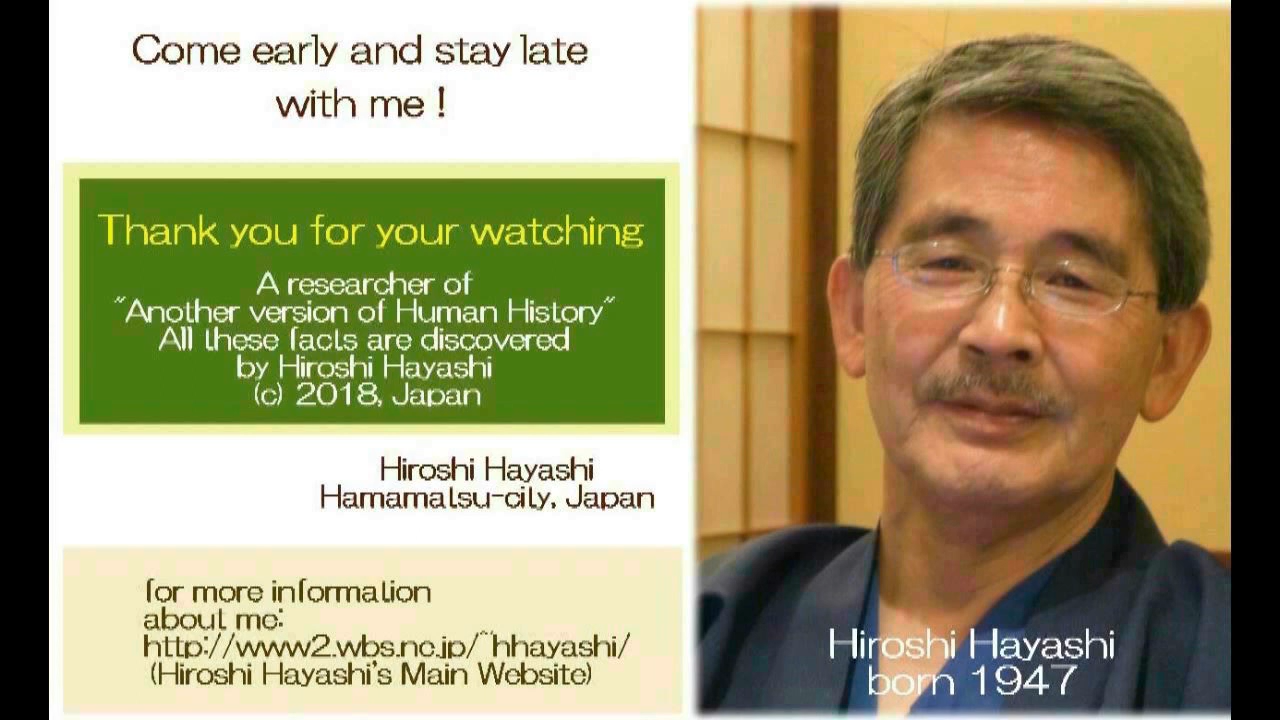 Come early and stay late
with me !
Thank you for your watching
A researcher of
"Another version of Human History"
All these facts are discovered
by Hiroshi Hayashi
(c) 2018, Japan
Hiroshi Hayashi
Hamamatsu-city, Japan
for more information
about me:
http://www2.wbs.ne.jp/~hhayashi/
(Hiroshi Hayashi's Main Website)
Hiroshi Hayashi
born 1947